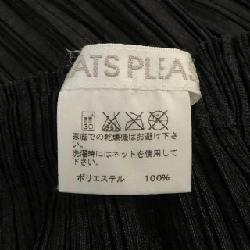 ATS PLEAS
30
家庭での乾燥機はお避け下さ
い。
洗濯時にはネットを使用して
下さい。
ポリエステル 100%